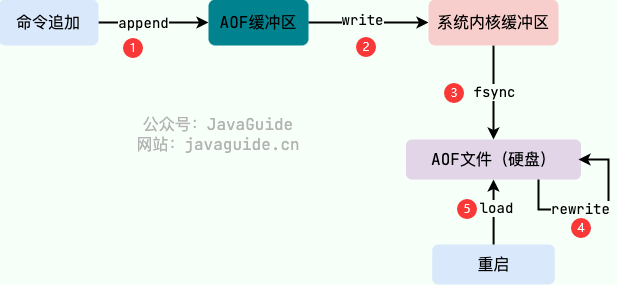 命令追加
append
1
AOF缓冲区
write
2
系统内核缓冲区
3
fsync
公众号：JavaGuide
网站：javaguide.cn
AOF文件（硬盘）
5
load
rewrite
4
重启